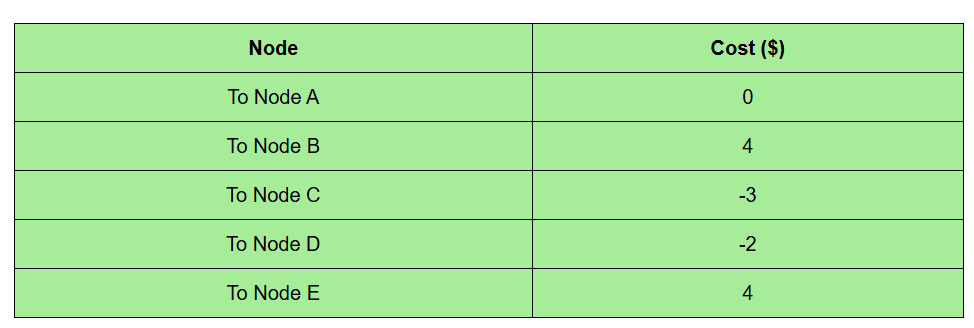 Node Cost ($)
To Node A 0
To Node B 4
To Node C -3
To Node D -2
To Node E 4